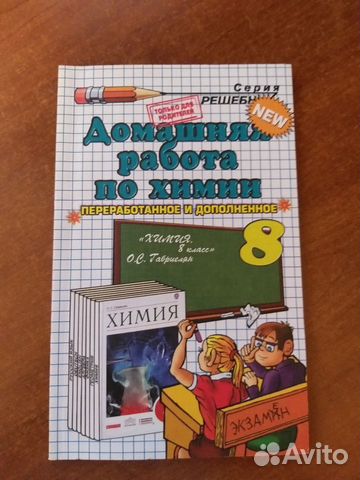 Серия
РЕШЕБНИК
ТОЛЬКО ДЛЯ
РОДИТЕЛЕЙ
NEW
Домашняя
работа
по химии
ПЕРЕРАБОТАННОЕ И ДОПОЛНЕННОЕ
8
«ХИМИЯ.
8 класс»
О.С. Габриелян
ХИМИЯ
ЭКЗАМЕН
Avito